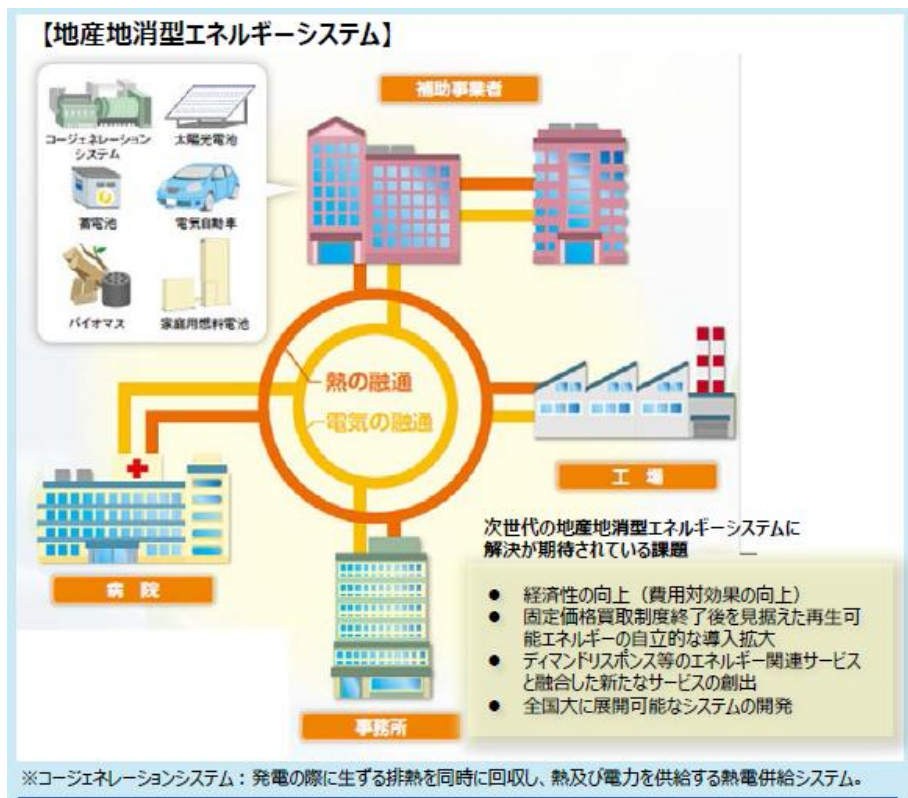 【地産地消型エネルギーシステム】
補助事業者
コージェネレーション
システム
太陽光電池
蓄電池
電気自動車
バイオマス
家庭用燃料電池
熱の融通
電気の融通
工場
病院
事務所
次世代の地産地消型エネルギーシステムに
解決が期待されている課題
● 経済性の向上（費用対効果の向上）
● 固定価格買取制度終了後を見据えた再生可
能エネルギーの自立的な導入拡大
● ディマンドリスポンス等のエネルギー関連サービス
と融合した新たなサービスの創出
● 全国大に展開可能なシステムの開発
※コージェネレーションシステム：発電の際に生ずる排熱を同時に回収し、熱及び電力を供給する熱電併給システム。